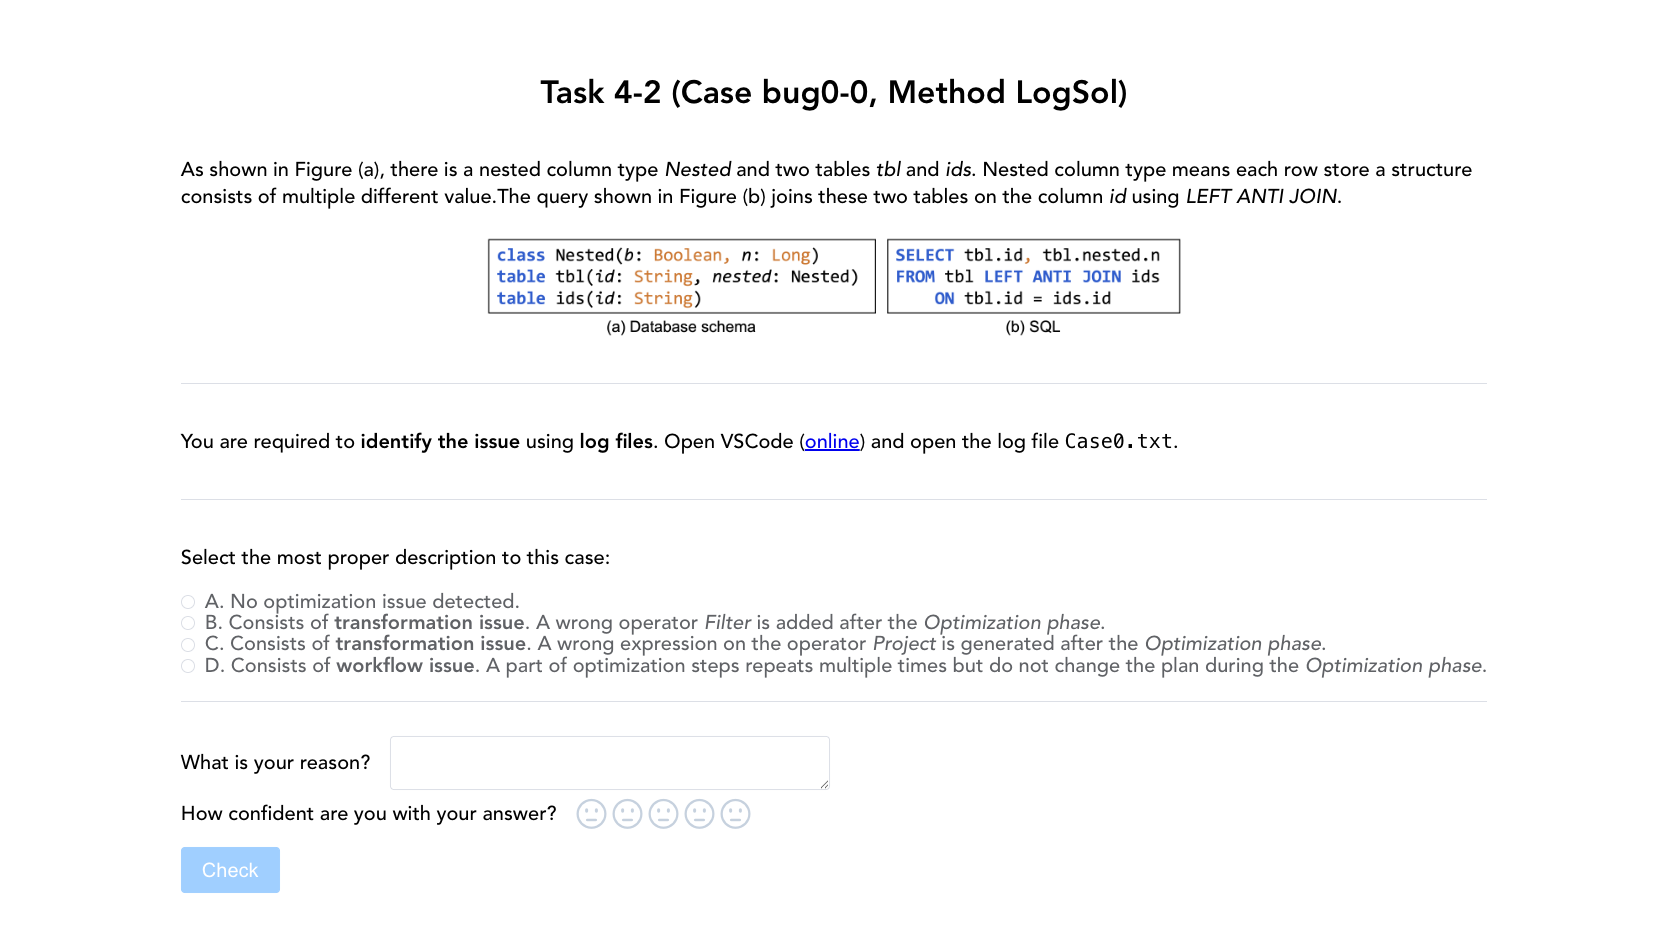 Task 4-2 (Case bug0-0, Method LogSol)
As shown in Figure (a), there is a nested column type Nested and two tables tbl and ids. Nested column type means each row store a structure
consists of multiple different value.The query shown in Figure (b) joins these two tables on the column id using LEFT ANTI JOIN.
class Nested(b: Boolean, n: Long)
table tbl(id: String, nested: Nested)
table ids(id: String)
(a) Database schema
SELECT tbl.id, tbl.nested.n
FROM tbl LEFT ANTI JOIN ids
ON tbl.id = ids.id
(b) SQL
You are required to identify the issue using log files. Open VSCode (online) and open the log file Case0.txt.
Select the most proper description to this case:
A. No optimization issue detected.
B. Consists of transformation issue. A wrong operator Filter is added after the Optimization phase.
C. Consists of transformation issue. A wrong expression on the operator Project is generated after the Optimization phase.
D. Consists of workflow issue. A part of optimization steps repeats multiple times but do not change the plan during the Optimization phase.
What is your reason?
How confident are you with your answer?
Check